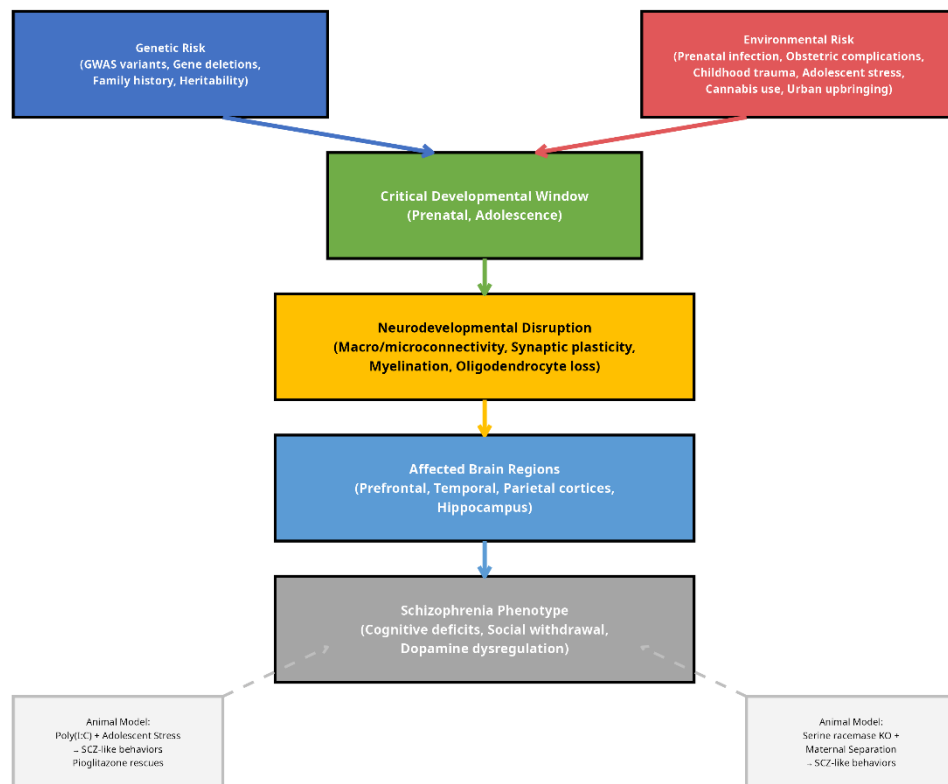 Genetic Risk
(GWAS variants, Gene deletions,
Family history, Heritability)
Environmental Risk
(Prenatal infection, Obstetric complications,
Childhood trauma, Adolescent stress,
Cannabis use, Urban upbringing)
Critical Developmental Window
(Prenatal, Adolescence)
Neurodevelopmental Disruption
(Macro/microconnectivity, Synaptic plasticity,
Myelination, Oligodendrocyte loss)
Affected Brain Regions
(Prefrontal, Temporal, Parietal cortices,
Hippocampus)
Schizophrenia Phenotype
(Cognitive deficits, Social withdrawal,
Dopamine dysregulation)
Animal Model:
Poly(I:C) + Adolescent Stress
→ SCZ-like behaviors
Pioglitazone rescues
Animal Model:
Serine racemase KO +
Maternal Separation
→ SCZ-like behaviors